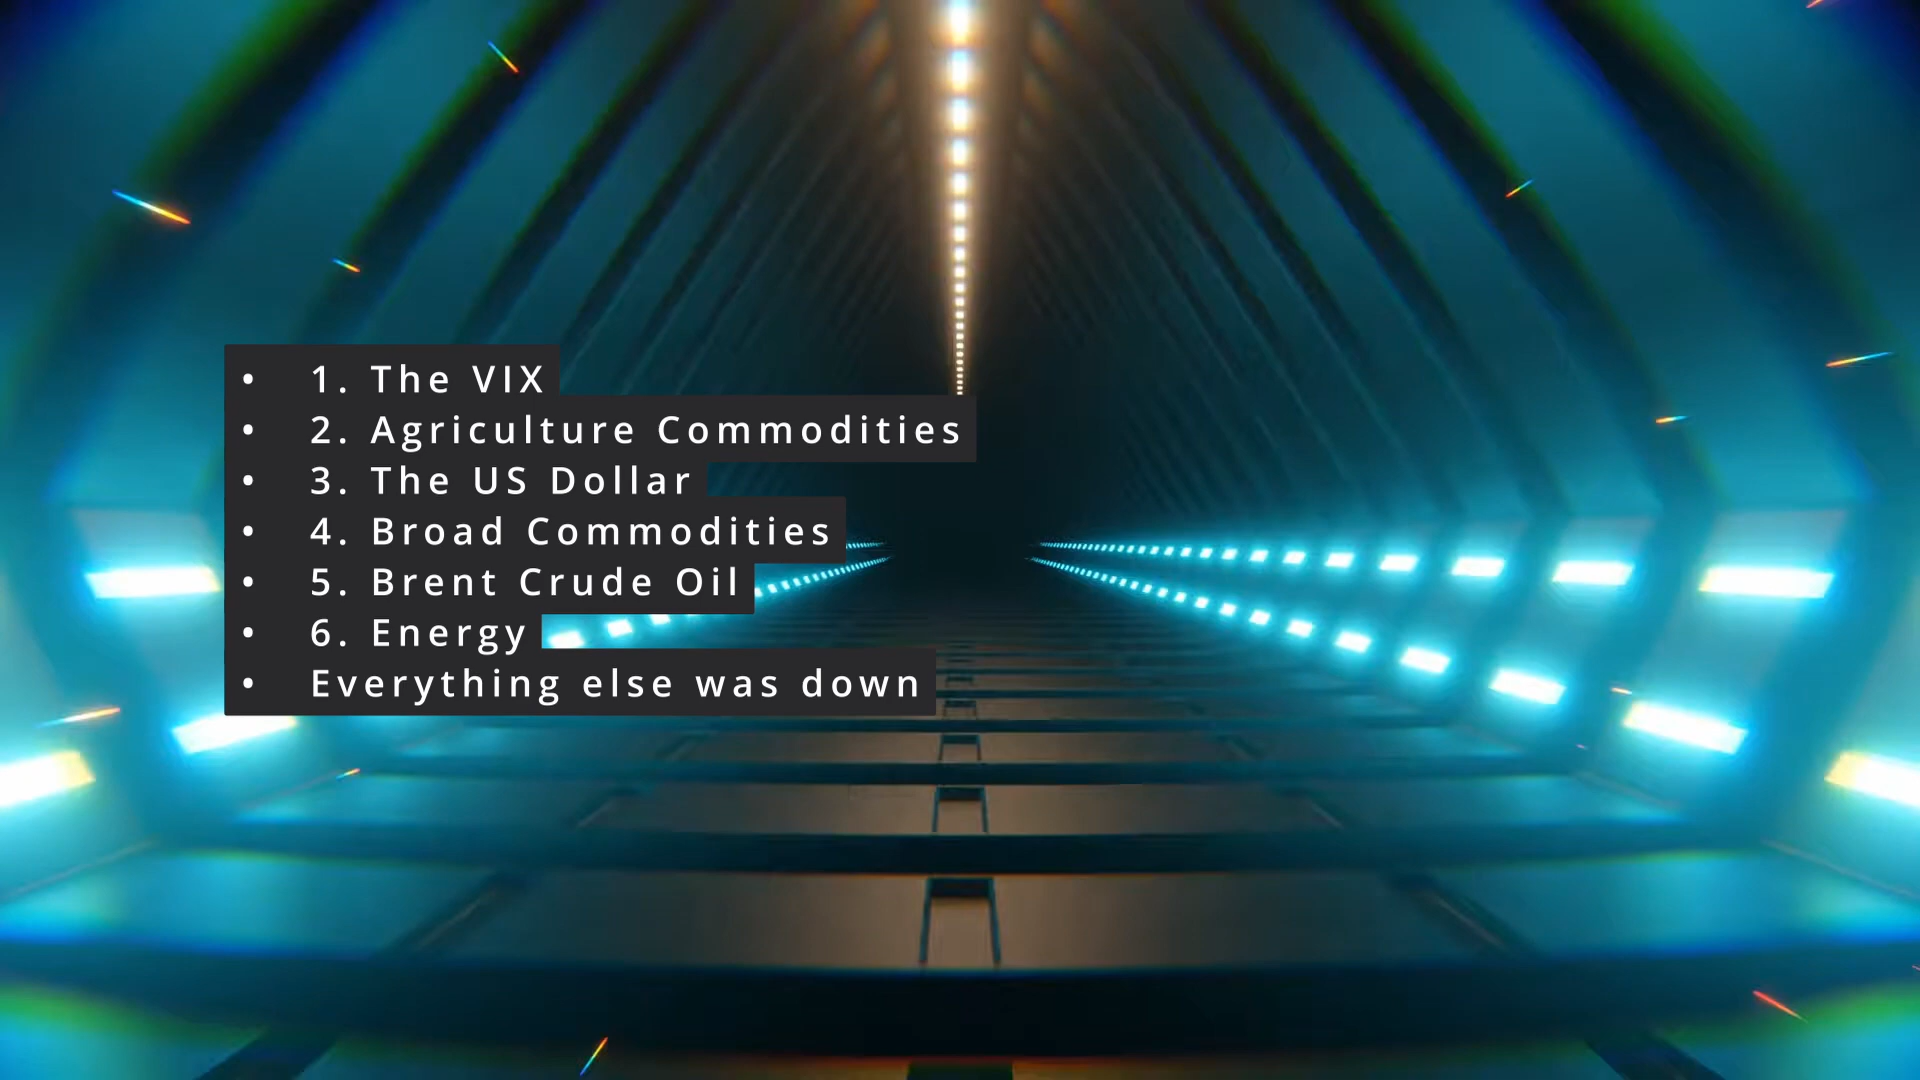 • 1. The VIX
• 2. Agriculture Commodities
• 3. The US Dollar
• 4. Broad Commodities
• 5. Brent Crude Oil
• 6. Energy
• Everything else was down